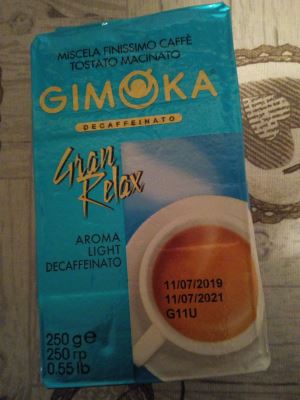 MISCELA FINISSIMO CAFFÈ
TOSTATO MACINATO
GIMOKA
DECAFFEINATO
Gran
Relax
AROMA
LIGHT
DECAFFEINATO
11/07/2019
11/07/2021
G11U
250 g e
250 rp
0.55 lb